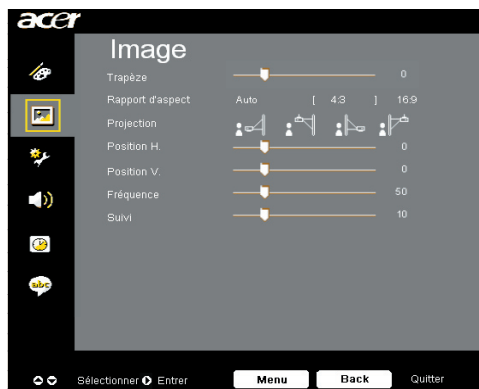 acer
Image
Trapèze 0
Rapport d'aspect Auto [ 4:3 ] 16:9
Projection
Position H. 0
Position V. 0
Fréquence 50
Suivi 10
abc
Sélectionner Entrer Menu Back Quitter